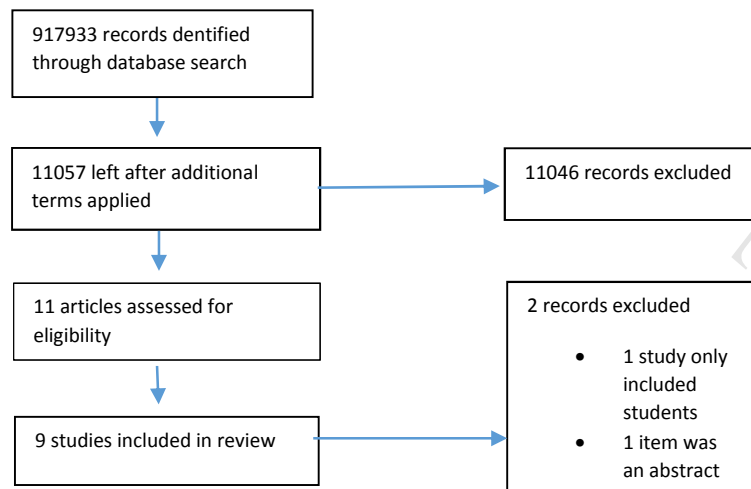 917933 records dentified
through database search
11057 left after additional
terms applied
11046 records excluded
11 articles assessed for
eligibility
2 records excluded
• 1 study only
included
students
• 1 item was
an abstract
9 studies included in review